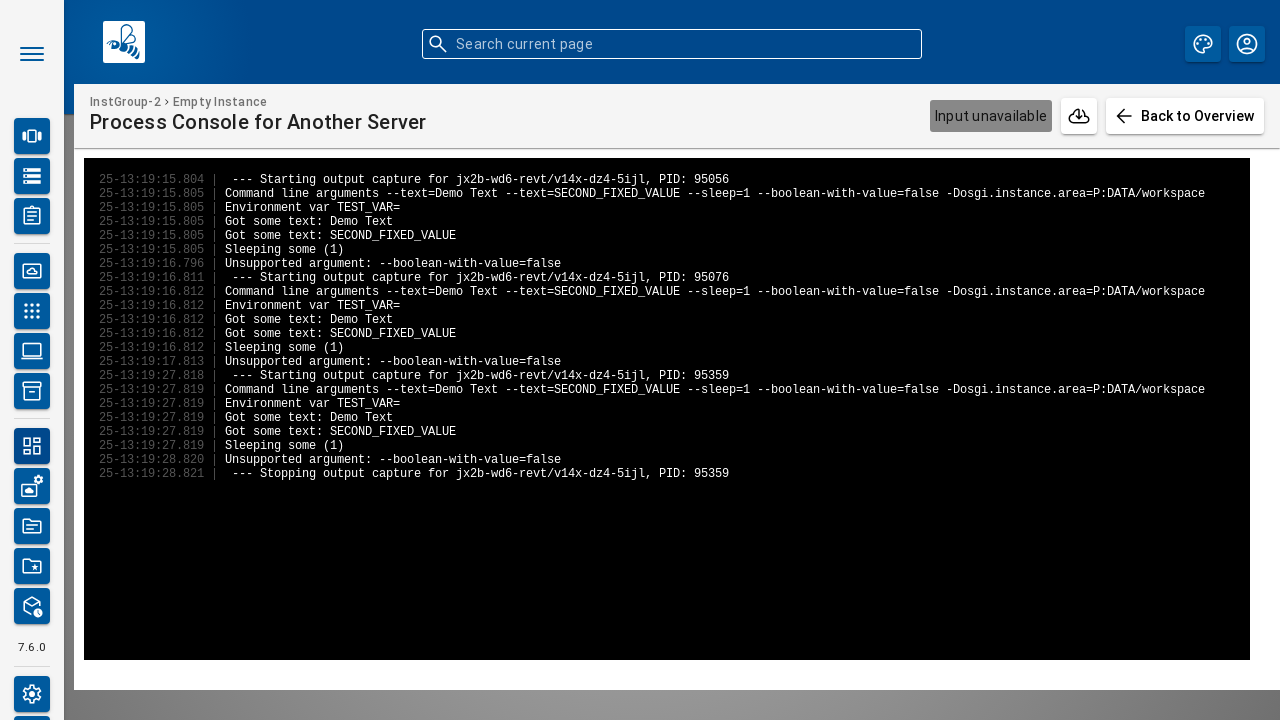 Search current page
InstGroup-2 › Empty Instance
Process Console for Another Server
Input unavailable
Back to Overview
25-13:19:15.804 |  --- Starting output capture for jx2b-wd6-revt/v14x-dz4-5ijl, PID: 95056
25-13:19:15.805 | Command line arguments --text=Demo Text --text=SECOND_FIXED_VALUE --sleep=1 --boolean-with-value=false -Dosgi.instance.area=P:DATA/workspace
25-13:19:15.805 | Environment var TEST_VAR=
25-13:19:15.805 | Got some text: Demo Text
25-13:19:15.805 | Got some text: SECOND_FIXED_VALUE
25-13:19:15.805 | Sleeping some (1)
25-13:19:16.796 | Unsupported argument: --boolean-with-value=false
25-13:19:16.811 |  --- Starting output capture for jx2b-wd6-revt/v14x-dz4-5ijl, PID: 95076
25-13:19:16.812 | Command line arguments --text=Demo Text --text=SECOND_FIXED_VALUE --sleep=1 --boolean-with-value=false -Dosgi.instance.area=P:DATA/workspace
25-13:19:16.812 | Environment var TEST_VAR=
25-13:19:16.812 | Got some text: Demo Text
25-13:19:16.812 | Got some text: SECOND_FIXED_VALUE
25-13:19:16.812 | Sleeping some (1)
25-13:19:17.813 | Unsupported argument: --boolean-with-value=false
25-13:19:27.818 |  --- Starting output capture for jx2b-wd6-revt/v14x-dz4-5ijl, PID: 95359
25-13:19:27.819 | Command line arguments --text=Demo Text --text=SECOND_FIXED_VALUE --sleep=1 --boolean-with-value=false -Dosgi.instance.area=P:DATA/workspace
25-13:19:27.819 | Environment var TEST_VAR=
25-13:19:27.819 | Got some text: Demo Text
25-13:19:27.819 | Got some text: SECOND_FIXED_VALUE
25-13:19:27.819 | Sleeping some (1)
25-13:19:28.820 | Unsupported argument: --boolean-with-value=false
25-13:19:28.821 |  --- Stopping output capture for jx2b-wd6-revt/v14x-dz4-5ijl, PID: 95359
7.6.0